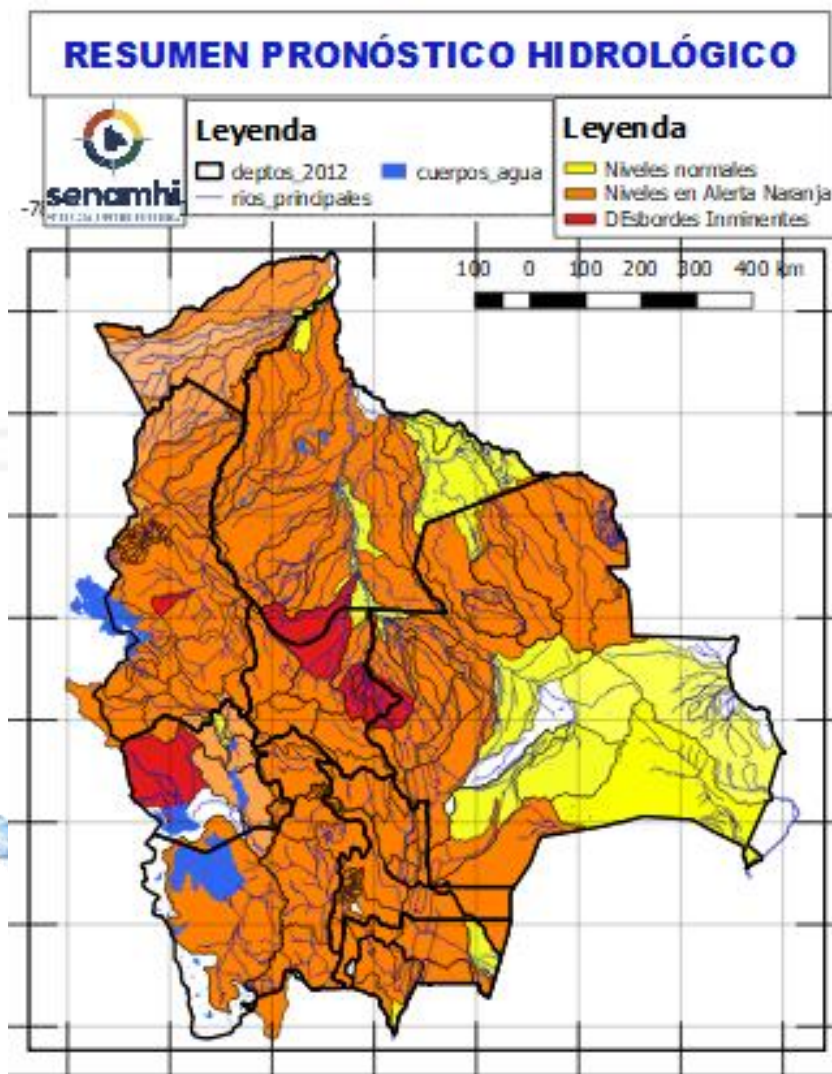 RESUMEN PRONÓSTICO HIDROLÓGICO
senamhi
Leyenda
deptos_2012
cuerpos_agua
rios_principales
Leyenda
Niveles normales
Niveles en Alerta Naranja
DEsbordes Inminentes
100 0 100 200 300 400 km